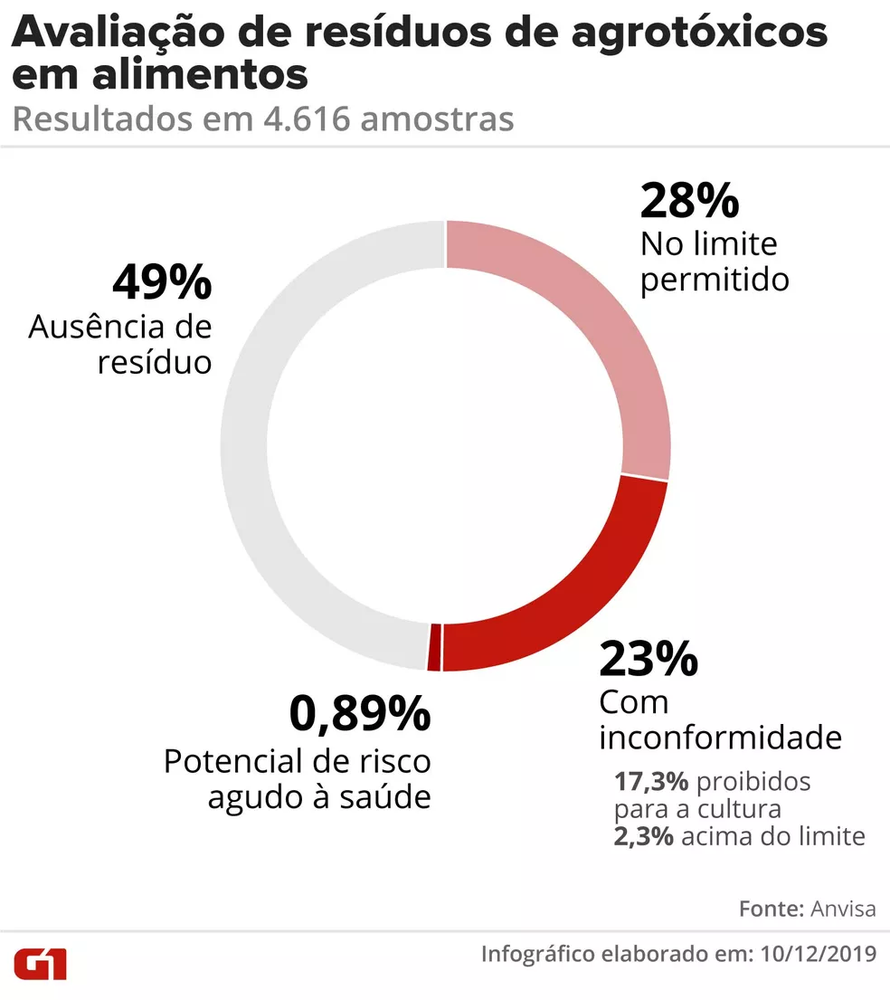 Avaliação de resíduos de agrotóxicos
em alimentos
Resultados em 4.616 amostras
28%
No limite
permitido
49%
Ausência de
resíduo
23%
Com
inconformidade
17,3% proibidos
para a cultura
2,3% acima do limite
0,89%
Potencial de risco
agudo à saúde
Fonte: Anvisa
G1
Infográfico elaborado em: 10/12/2019